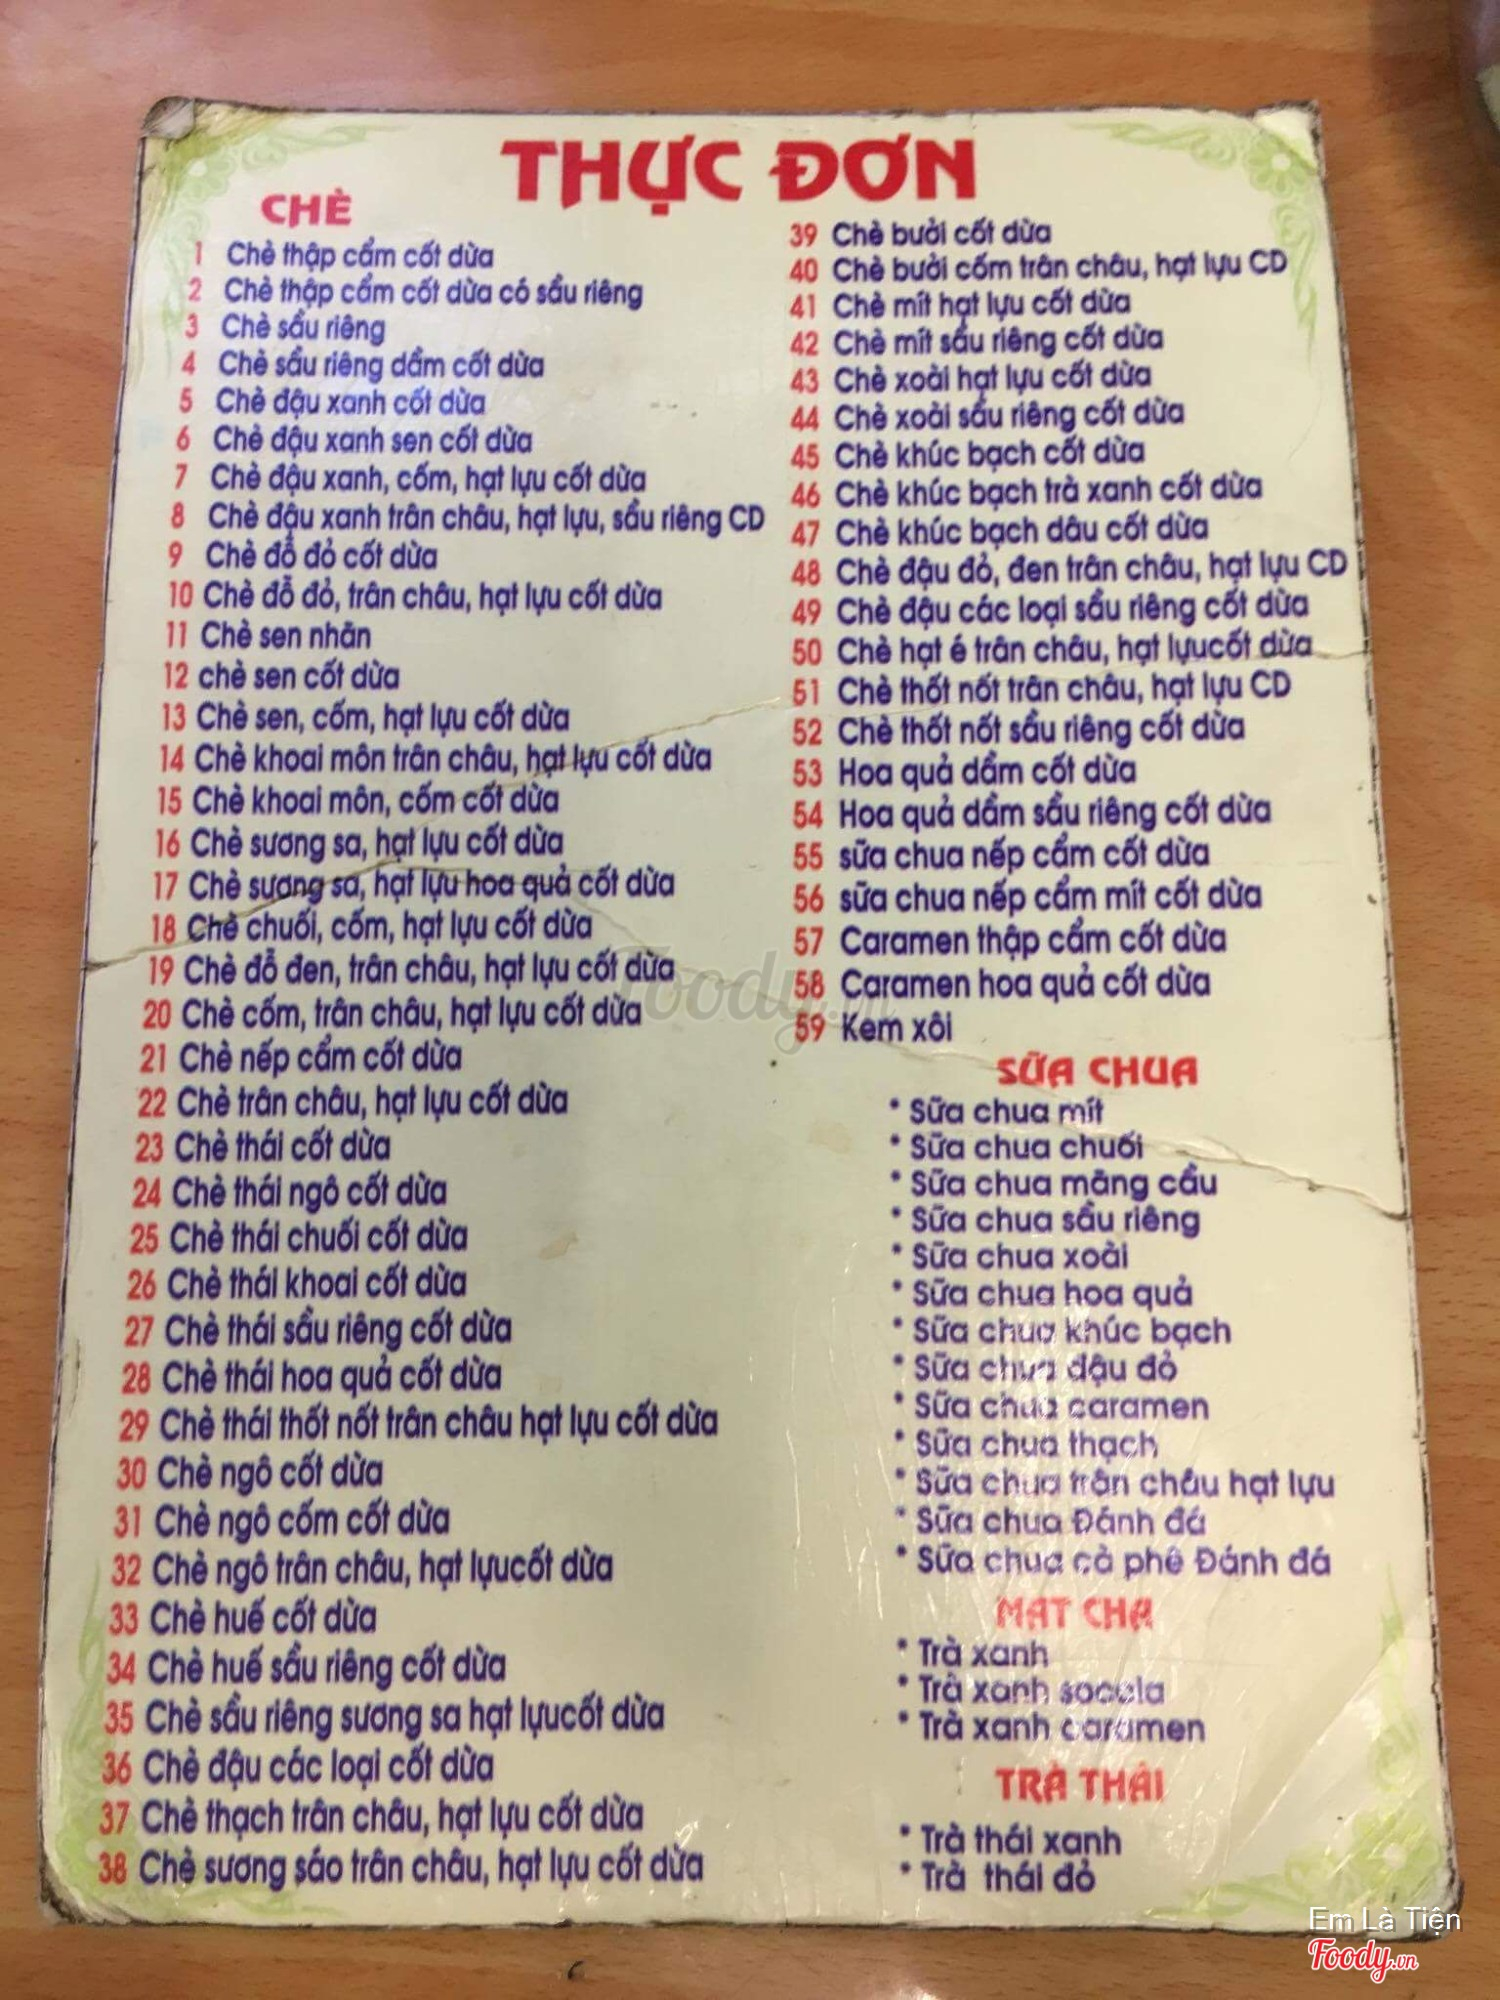 THỰC ĐƠN
CHÈ
1 Chè thập cẩm cốt dừa
2 Chè thập cẩm cốt dừa có sầu riêng
3 Chè sầu riêng
4 Chè sầu riêng dầm cốt dừa
5 Chè đậu xanh cốt dừa
6 Chè đậu xanh sen cốt dừa
7 Chè đậu xanh, cốm, hạt lựu cốt dừa
8 Chè đậu xanh trân châu, hạt lựu, sầu riêng CD
9 Chè đỗ đỏ cốt dừa
10 Chè đỗ đỏ, trân châu, hạt lựu cốt dừa
11 Chè sen nhãn
12 chè sen cốt dừa
13 Chè sen, cốm, hạt lựu cốt dừa
14 Chè khoai môn trân châu, hạt lựu cốt dừa
15 Chè khoai môn, cốm cốt dừa
16 Chè sương sa, hạt lựu cốt dừa
17 Chè sương sa, hạt lựu hoa quả cốt dừa
18 Chè chuối, cốm, hạt lựu cốt dừa
19 Chè đỗ đen, trân châu, hạt lựu cốt dừa
20 Chè cốm, trân châu, hạt lựu cốt dừa
21 Chè nếp cẩm cốt dừa
22 Chè trân châu, hạt lựu cốt dừa
23 Chè thái cốt dừa
24 Chè thái ngô cốt dừa
25 Chè thái chuối cốt dừa
26 Chè thái khoai cốt dừa
27 Chè thái sầu riêng cốt dừa
28 Chè thái hoa quả cốt dừa
29 Chè thái thốt nốt trân châu hạt lựu cốt dừa
30 Chè ngô cốt dừa
31 Chè ngô cốm cốt dừa
32 Chè ngô trân châu, hạt lựucốt dừa
33 Chè huế cốt dừa
34 Chè huế sầu riêng cốt dừa
35 Chè sầu riêng sương sa hạt lựucốt dừa
36 Chè đậu các loại cốt dừa
37 Chè thạch trân châu, hạt lựu cốt dừa
38 Chè sương sáo trân châu, hạt lựu cốt dừa
39 Chè bưởi cốt dừa
40 Chè bưởi cốm trân châu, hạt lựu CD
41 Chè mít hạt lựu cốt dừa
42 Chè mít sầu riêng cốt dừa
43 Chè xoài hạt lựu cốt dừa
44 Chè xoài sầu riêng cốt dừa
45 Chè khúc bạch cốt dừa
46 Chè khúc bạch trà xanh cốt dừa
47 Chè khúc bạch dâu cốt dừa
48 Chè đậu đỏ, đen trân châu, hạt lựu CD
49 Chè đậu các loại sầu riêng cốt dừa
50 Chè hạt é trân châu, hạt lựucốt dừa
51 Chè thốt nốt trân châu, hạt lựu CD
52 Chè thốt nốt sầu riêng cốt dừa
53 Hoa quả dầm cốt dừa
54 Hoa quả dầm sầu riêng cốt dừa
55 sữa chua nếp cẩm cốt dừa
56 sữa chua nếp cẩm mít cốt dừa
57 Caramen thập cẩm cốt dừa
58 Caramen hoa quả cốt dừa
59 Kem xôi
SỮA CHUA
* Sữa chua mít
* Sữa chua chuối
* Sữa chua mãng cầu
* Sữa chua sầu riêng
* Sữa chua xoài
* Sữa chua hoa quả
* Sữa chua khúc bạch
* Sữa chua đậu đỏ
* Sữa chua caramen
* Sữa chua thạch
* Sữa chua trân châu hạt lựu
* Sữa chua Đánh đá
* Sữa chua cà phê Đánh đá
MAT CHA
* Trà xanh
* Trà xanh socola
* Trà xanh caramen
TRÀ THÁI
* Trà thái xanh
* Trà thái đỏ
Foody.vn
Em Là Tiện
Foody.vn